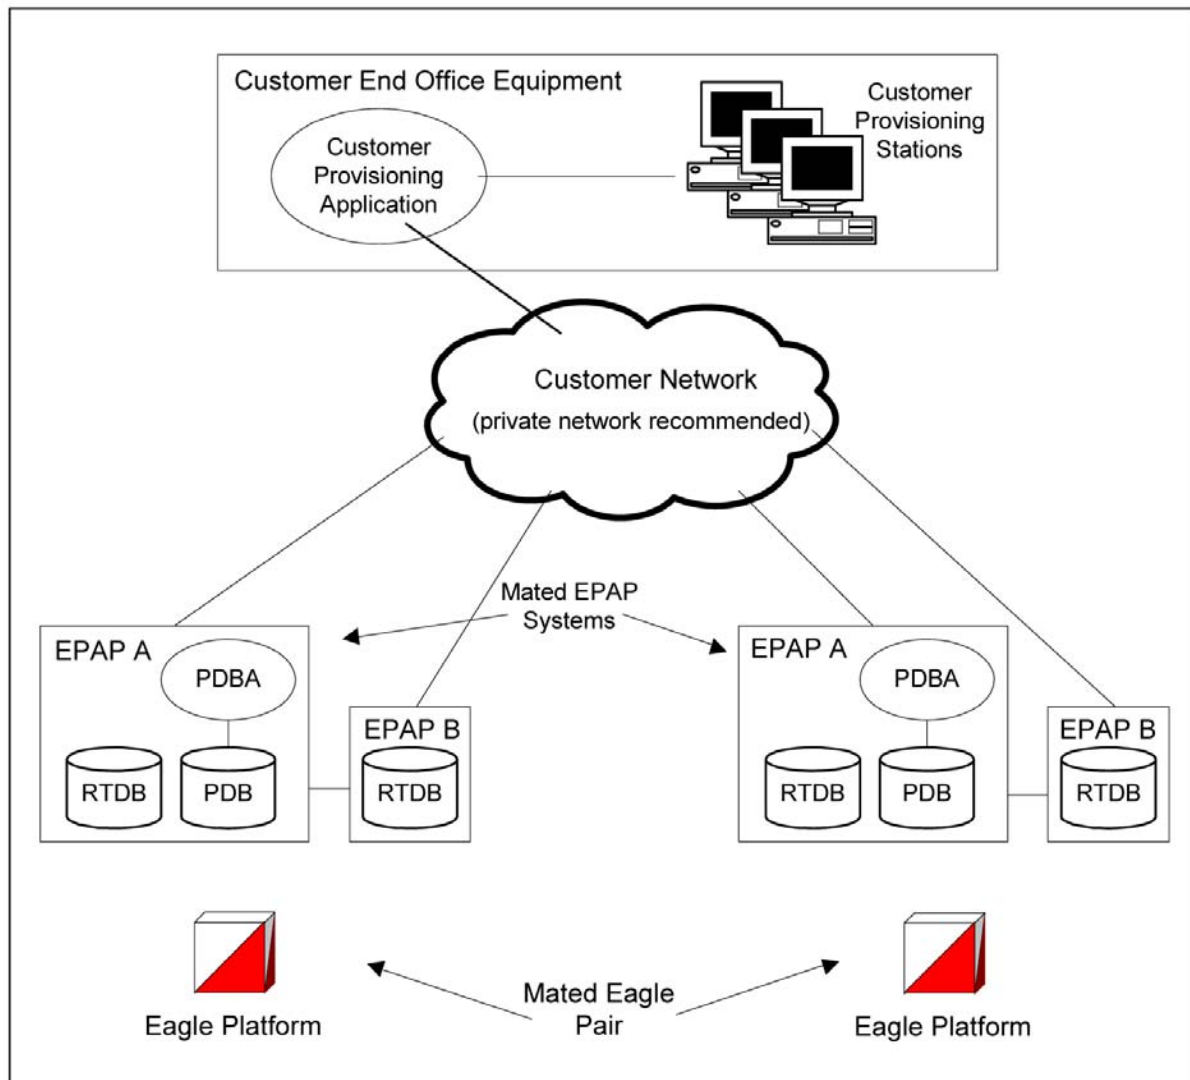 Customer End Office Equipment
Customer
Provisioning
Application
Customer
Provisioning
Stations
Customer Network
(private network recommended)
Mated EPAP
Systems
EPAP A
PDBA
RTDB
PDB
EPAP B
RTDB
EPAP A
PDBA
RTDB
PDB
EPAP B
RTDB
Eagle Platform
Mated Eagle
Pair
Eagle Platform